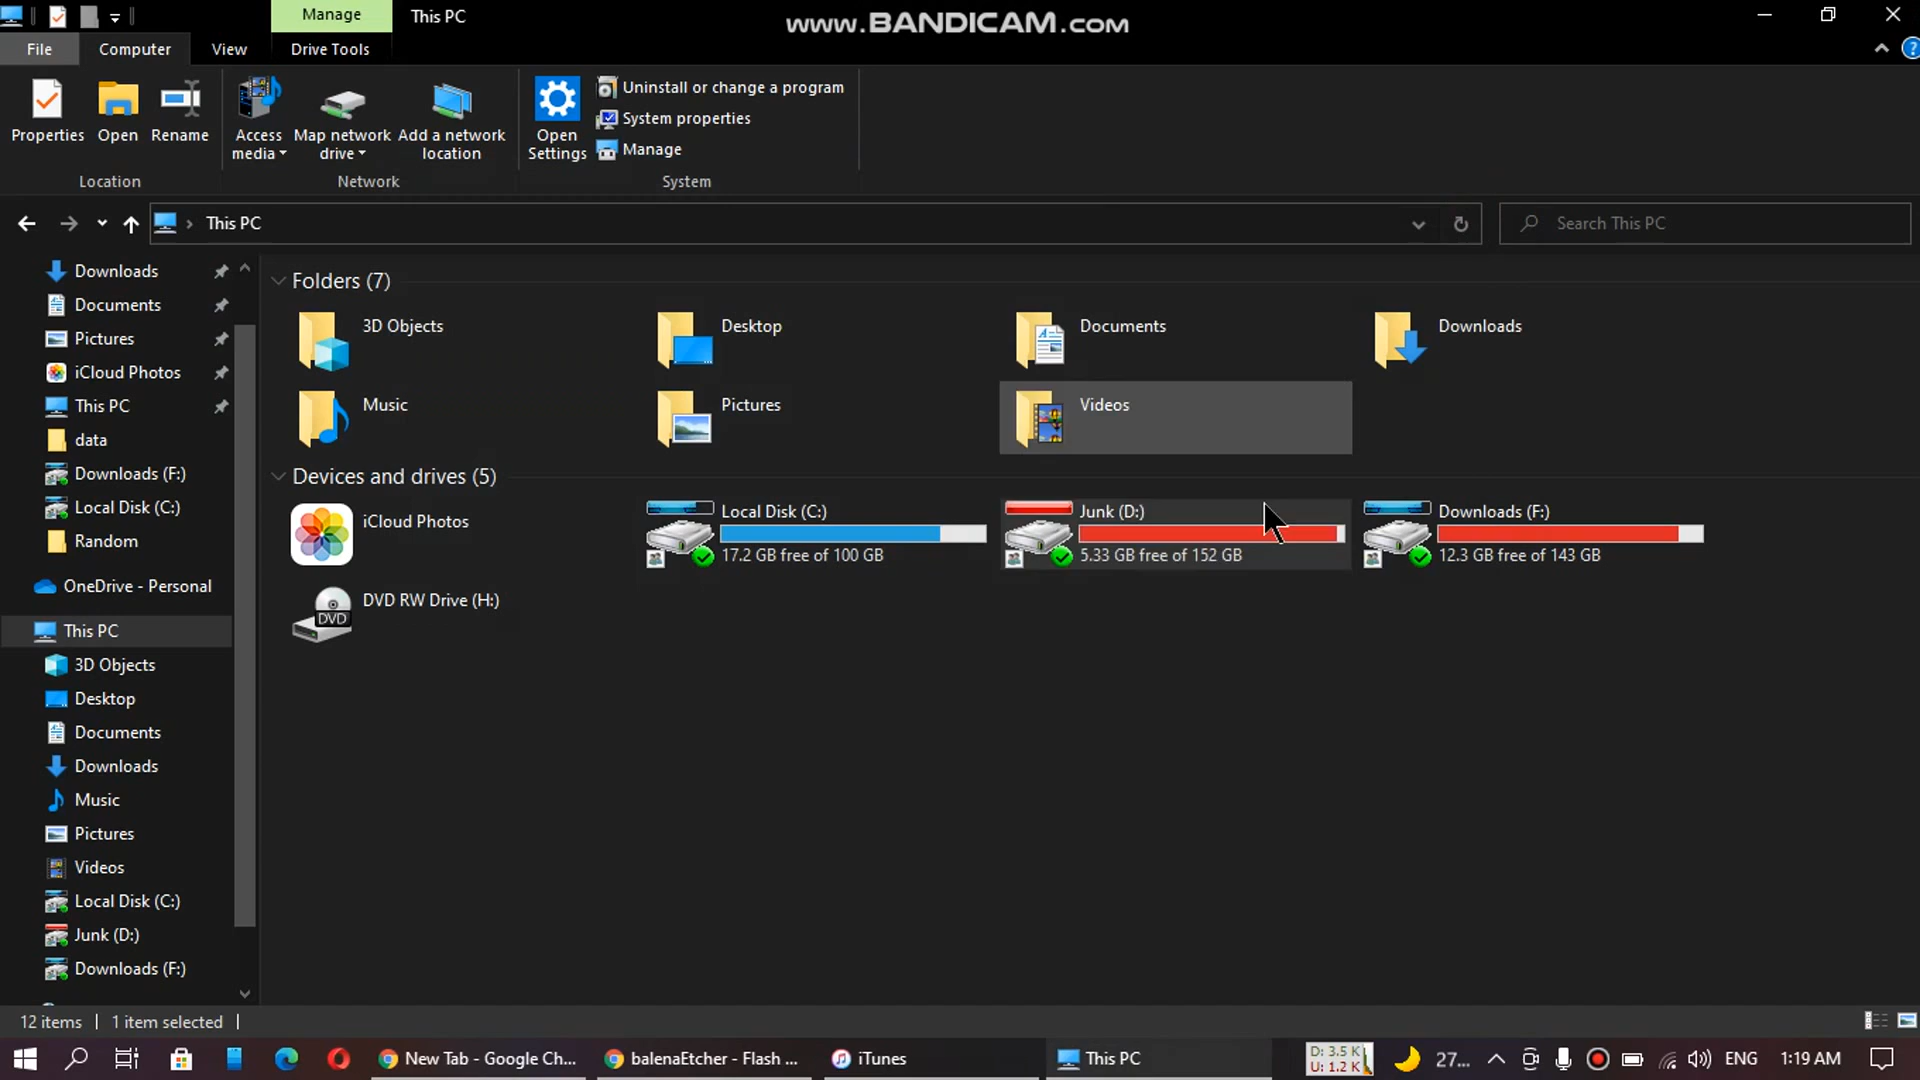 Manage
This PC
www.BANDICAM.com
File
Computer
View
Drive Tools
Properties
Open
Rename
Access media
Map network drive
Add a network location
Open Settings
Uninstall or change a program
System properties
Manage
Location
Network
System
This PC
Search This PC
Downloads
Documents
Pictures
iCloud Photos
This PC
data
Downloads (F:)
Local Disk (C:)
Random
OneDrive - Personal
This PC
3D Objects
Desktop
Documents
Downloads
Music
Pictures
Videos
Local Disk (C:)
Junk (D:)
Downloads (F:)
Folders (7)
3D Objects
Desktop
Documents
Downloads
Music
Pictures
Videos
Devices and drives (5)
iCloud Photos
Local Disk (C:)
17.2 GB free of 100 GB
Junk (D:)
5.33 GB free of 152 GB
Downloads (F:)
12.3 GB free of 143 GB
DVD
DVD RW Drive (H:)
12 items
1 item selected
New Tab - Google Ch...
balenaEtcher - Flash ...
iTunes
This PC
D: 3.5 K
U: 1.2 K
27...
ENG
1:19 AM